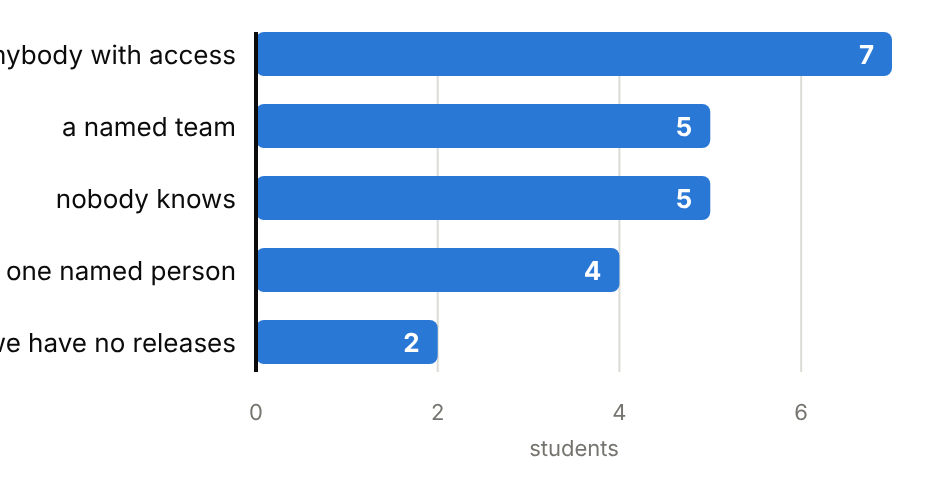 nybody with access
7
a named team
5
nobody knows
5
one named person
4
we have no releases
2
0 2 4 6
students